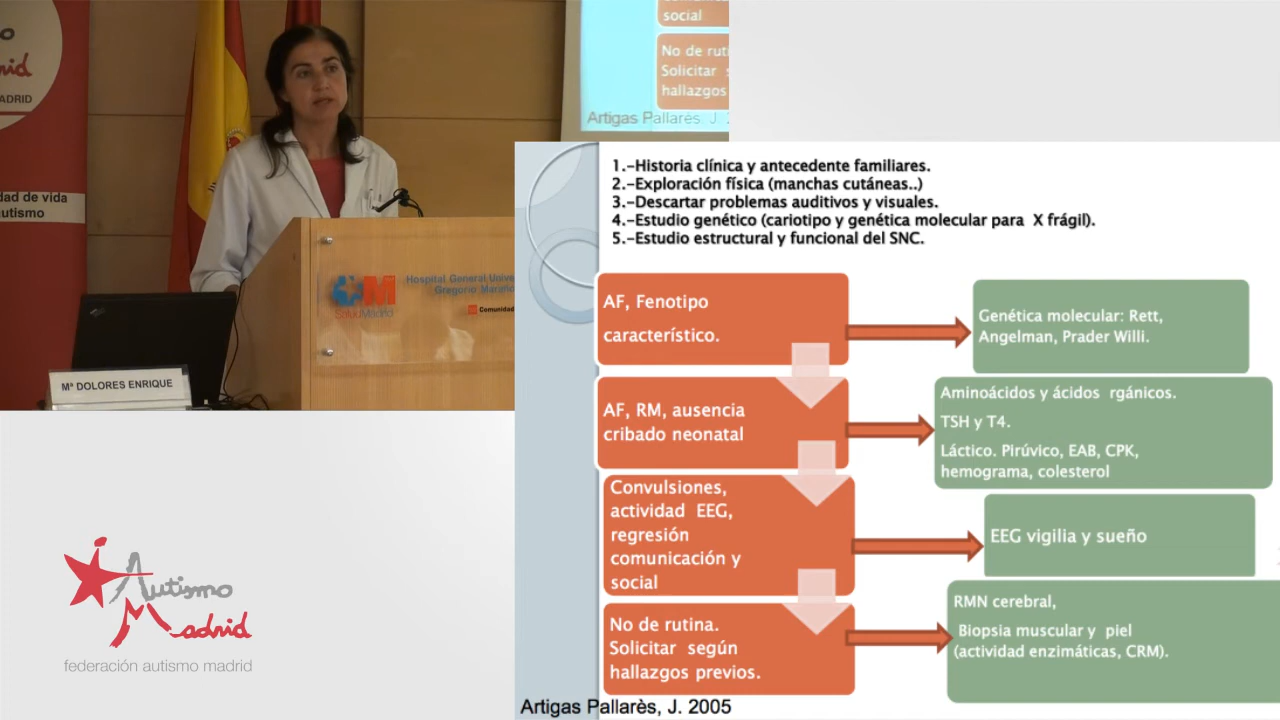 ADRID
dad de vida
utismo
social
No de ruti
Solicitar
hallazgos
Artigas Pallarès, J. 2
Hospital General Unive
Gregorio Marañó
SaludMadrid
Comunidad
Mª DOLORES ENRIQUE
1.-Historia clínica y antecedente familiares.
2.-Exploración física (manchas cutáneas..)
3.-Descartar problemas auditivos y visuales.
4.-Estudio genético (cariotipo y genética molecular para X frágil).
5.-Estudio estructural y funcional del SNC.
AF, Fenotipo
característico.
Genética molecular: Rett,
Angelman, Prader Willi.
AF, RM, ausencia
cribado neonatal
Aminoácidos y ácidos rgánicos.
TSH y T4.
Láctico. Pirúvico, EAB, CPK,
hemograma, colesterol
Convulsiones,
actividad EEG,
regresión
comunicación y
social
EEG vigilia y sueño
No de rutina.
Solicitar según
hallazgos previos.
RMN cerebral,
Biopsia muscular y piel
(actividad enzimáticas, CRM).
Artigas Pallarès, J. 2005
Autismo
Madrid
federación autismo madrid